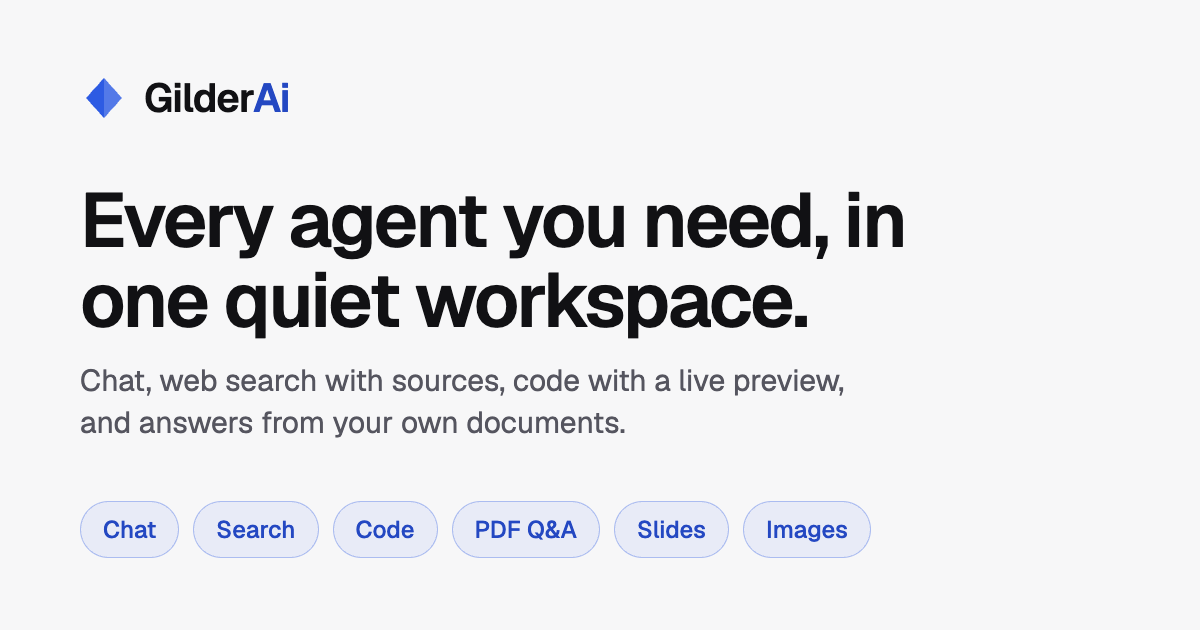 GilderAi
Every agent you need, in
one quiet workspace.
Chat, web search with sources, code with a live preview,
and answers from your own documents.
Chat
Search
Code
PDF Q&A
Slides
Images